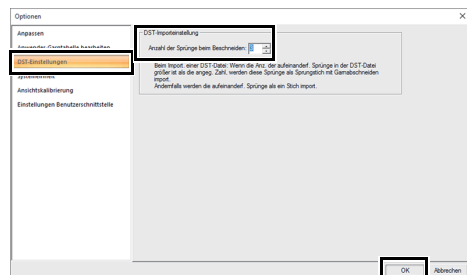 Optionen
Anpassen
Anwender-Garntabelle bearbeiten
DST-Einstellungen
Systemeinheit
Ansichtskalibrierung
Einstellungen Benutzerschnittstelle
DST-Importeinstellung
Anzahl der Sprünge beim Beschneiden:
Beim Import. einer DST-Datei: Wenn die Anz. der aufeinandef. Sprünge in der DST-Datei
größer ist als die angeg. Zahl, werden diese Sprünge als Sprungstich mit Garnabschneiden
import.
Andernfalls werden die aufeinandef. Sprünge als ein Stich import.
OK
Abbrechen